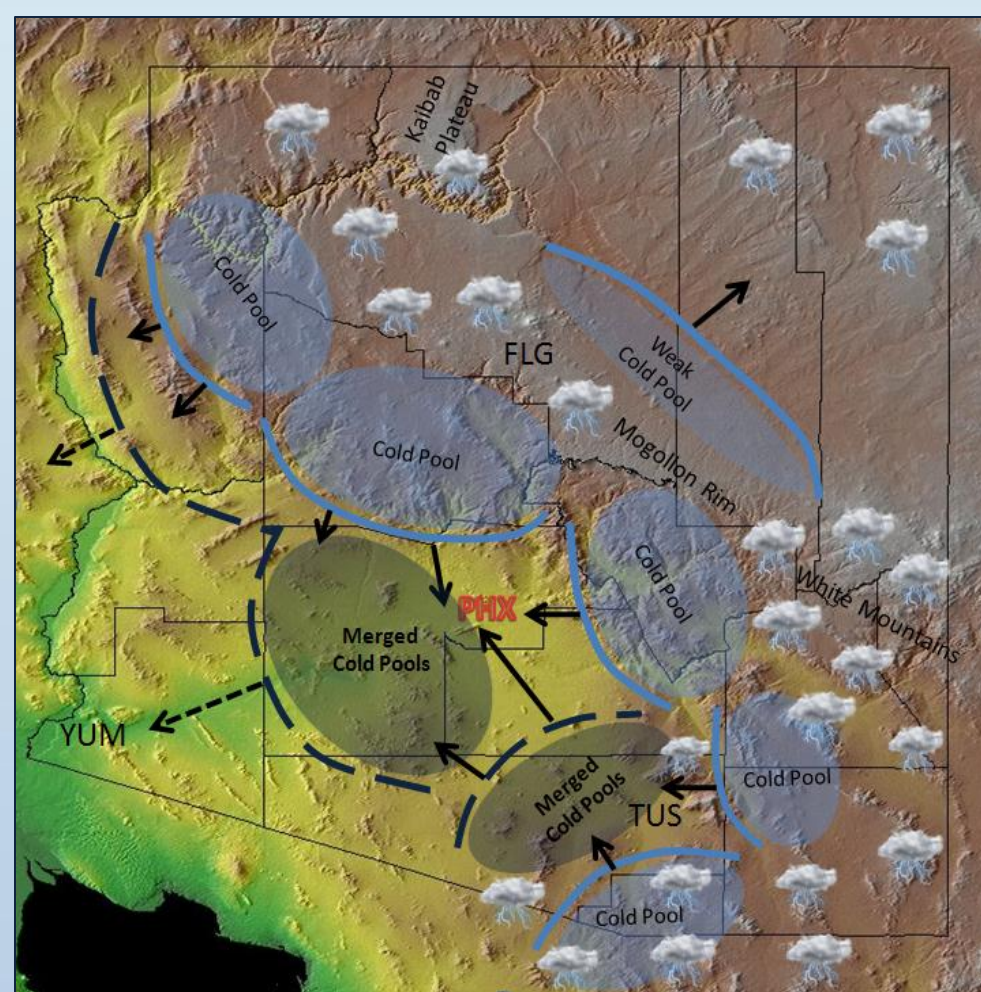 Kaibab
Plateau
Cold Pool
FLG
Weak
Cold Pool
Cold Pool
Mogollon Rim
Cold Pool
White Mountains
PHX
Merged
Cold Pools
YUM
Merged
Cold Pools
TUS
Cold Pool
Cold Pool